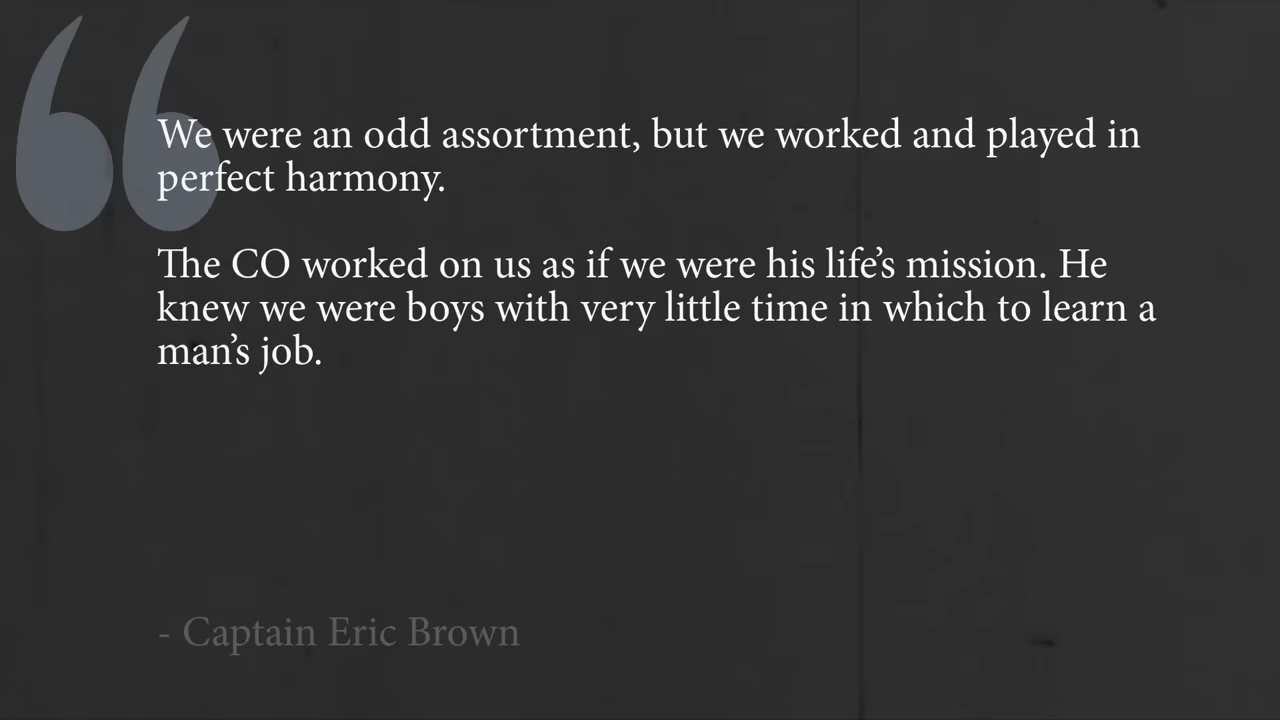 We were an odd assortment, but we worked and played in
perfect harmony.
The CO worked on us as if we were his life’s mission. He
knew we were boys with very little time in which to learn a
man’s job.
- Captain Eric Brown